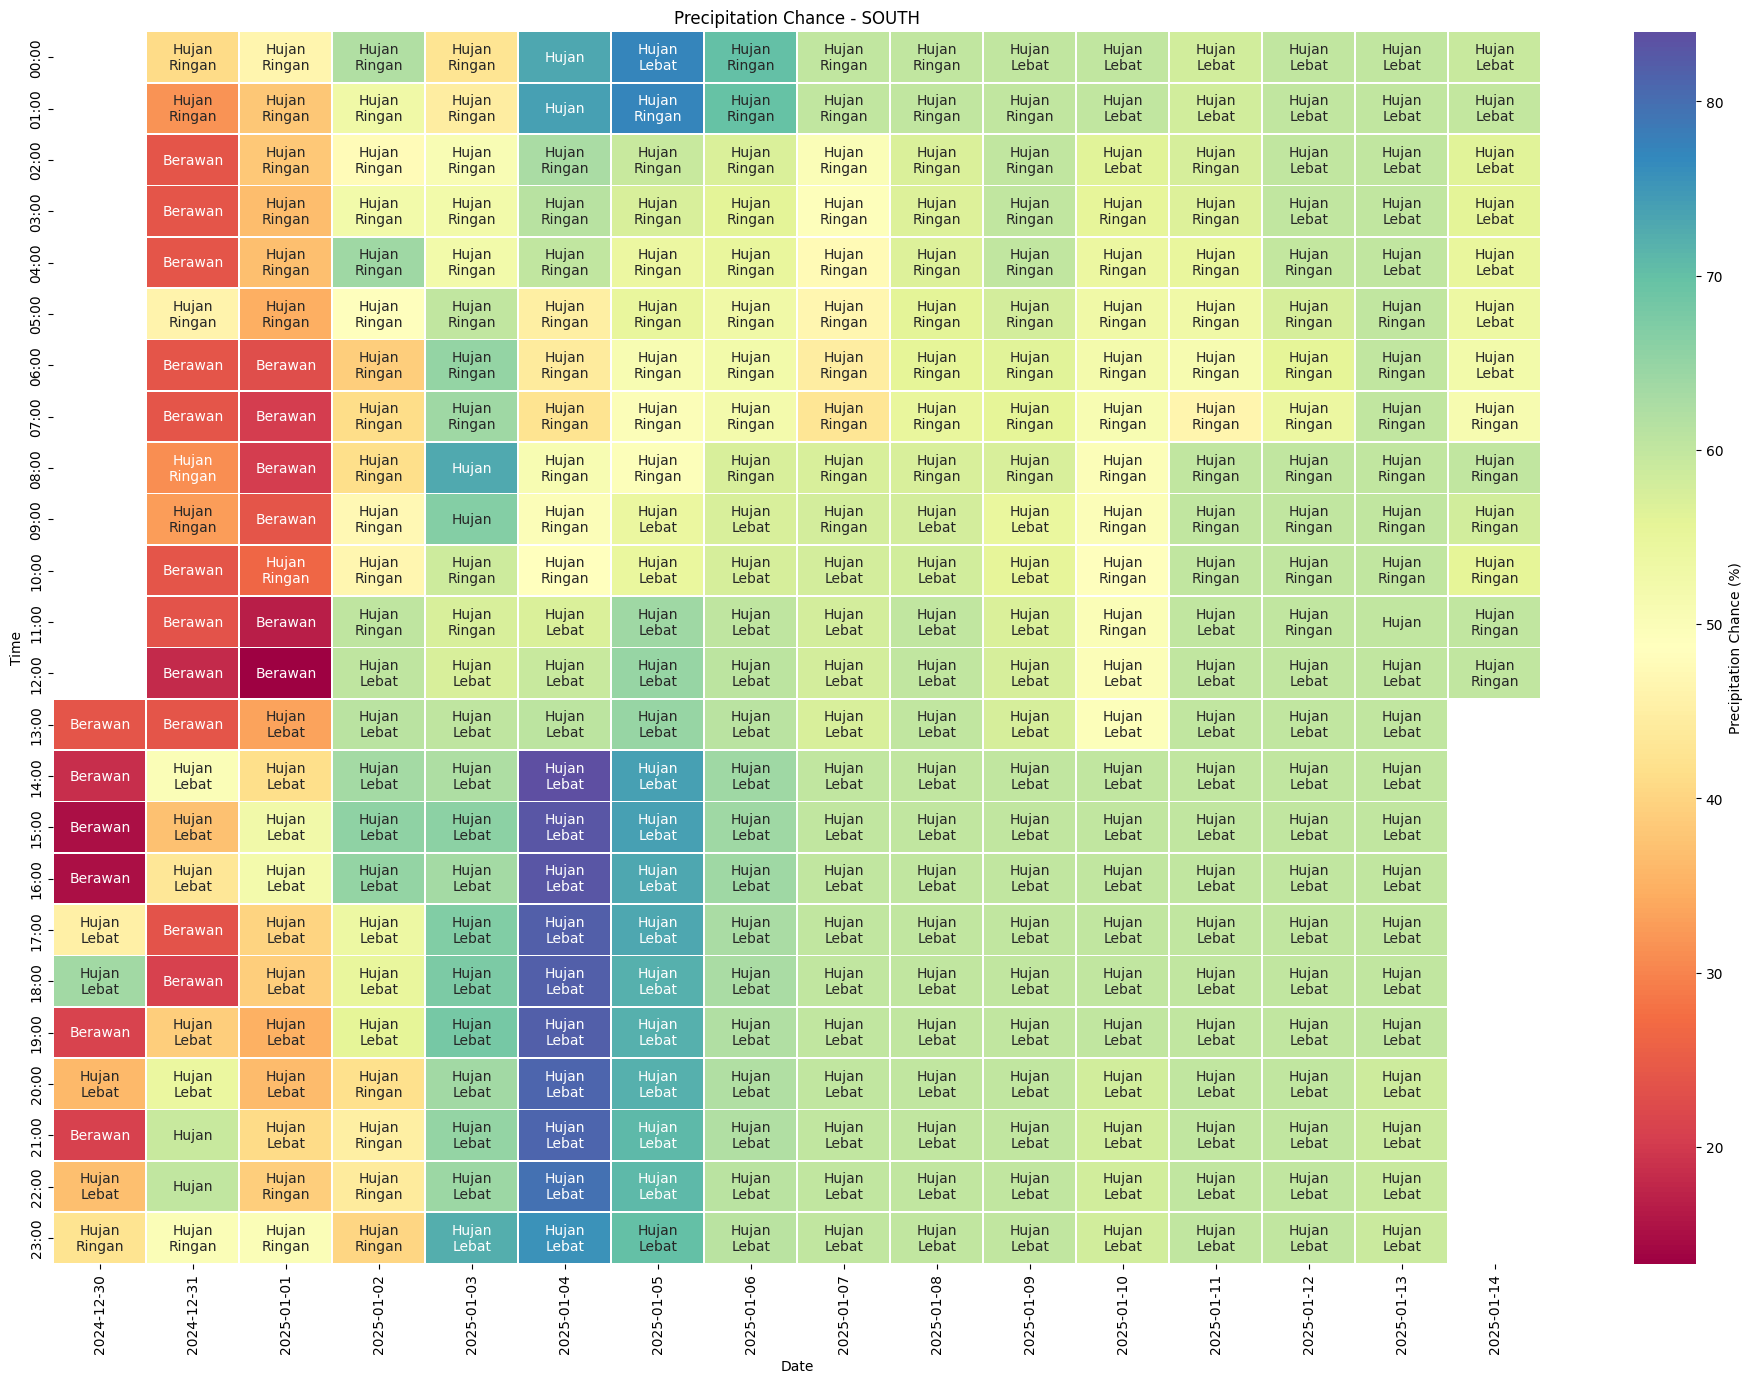 Precipitation Chance - SOUTH
Time
00:00 Hujan Ringan Hujan Ringan Hujan Ringan Hujan Ringan Hujan Hujan Lebat Hujan Ringan Hujan Ringan Hujan Ringan Hujan Lebat Hujan Lebat Hujan Lebat Hujan Lebat Hujan Lebat Hujan Lebat
01:00 Hujan Ringan Hujan Ringan Hujan Ringan Hujan Ringan Hujan Hujan Ringan Hujan Ringan Hujan Ringan Hujan Ringan Hujan Ringan Hujan Lebat Hujan Lebat Hujan Lebat Hujan Lebat Hujan Lebat
02:00 Berawan Hujan Ringan Hujan Ringan Hujan Ringan Hujan Ringan Hujan Ringan Hujan Ringan Hujan Ringan Hujan Ringan Hujan Ringan Hujan Lebat Hujan Ringan Hujan Lebat Hujan Lebat Hujan Lebat
03:00 Berawan Hujan Ringan Hujan Ringan Hujan Ringan Hujan Ringan Hujan Ringan Hujan Ringan Hujan Ringan Hujan Ringan Hujan Ringan Hujan Ringan Hujan Ringan Hujan Lebat Hujan Lebat Hujan Lebat
04:00 Berawan Hujan Ringan Hujan Ringan Hujan Ringan Hujan Ringan Hujan Ringan Hujan Ringan Hujan Ringan Hujan Ringan Hujan Ringan Hujan Ringan Hujan Ringan Hujan Ringan Hujan Lebat Hujan Lebat
05:00 Hujan Ringan Hujan Ringan Hujan Ringan Hujan Ringan Hujan Ringan Hujan Ringan Hujan Ringan Hujan Ringan Hujan Ringan Hujan Ringan Hujan Ringan Hujan Ringan Hujan Ringan Hujan Ringan Hujan Lebat
06:00 Berawan Berawan Hujan Ringan Hujan Ringan Hujan Ringan Hujan Ringan Hujan Ringan Hujan Ringan Hujan Ringan Hujan Ringan Hujan Ringan Hujan Ringan Hujan Ringan Hujan Ringan Hujan Lebat
07:00 Berawan Berawan Hujan Ringan Hujan Ringan Hujan Ringan Hujan Ringan Hujan Ringan Hujan Ringan Hujan Ringan Hujan Ringan Hujan Ringan Hujan Ringan Hujan Ringan Hujan Ringan Hujan Ringan
08:00 Hujan Ringan Berawan Hujan Ringan Hujan Hujan Ringan Hujan Ringan Hujan Ringan Hujan Ringan Hujan Ringan Hujan Ringan Hujan Ringan Hujan Ringan Hujan Ringan Hujan Ringan Hujan Ringan
09:00 Hujan Ringan Berawan Hujan Ringan Hujan Hujan Ringan Hujan Lebat Hujan Lebat Hujan Ringan Hujan Lebat Hujan Lebat Hujan Ringan Hujan Ringan Hujan Ringan Hujan Ringan Hujan Ringan
10:00 Berawan Hujan Ringan Hujan Ringan Hujan Ringan Hujan Ringan Hujan Lebat Hujan Lebat Hujan Lebat Hujan Lebat Hujan Lebat Hujan Ringan Hujan Ringan Hujan Ringan Hujan Ringan Hujan Ringan
11:00 Berawan Berawan Hujan Ringan Hujan Ringan Hujan Lebat Hujan Lebat Hujan Lebat Hujan Lebat Hujan Lebat Hujan Lebat Hujan Ringan Hujan Lebat Hujan Ringan Hujan Hujan Ringan
12:00 Berawan Berawan Hujan Lebat Hujan Lebat Hujan Lebat Hujan Lebat Hujan Lebat Hujan Lebat Hujan Lebat Hujan Lebat Hujan Lebat Hujan Lebat Hujan Lebat Hujan Lebat Hujan Ringan
13:00 Berawan Berawan Hujan Lebat Hujan Lebat Hujan Lebat Hujan Lebat Hujan Lebat Hujan Lebat Hujan Lebat Hujan Lebat Hujan Lebat Hujan Lebat Hujan Lebat Hujan Lebat Hujan Lebat
14:00 Berawan Hujan Lebat Hujan Lebat Hujan Lebat Hujan Lebat Hujan Lebat Hujan Lebat Hujan Lebat Hujan Lebat Hujan Lebat Hujan Lebat Hujan Lebat Hujan Lebat Hujan Lebat Hujan Lebat
15:00 Berawan Hujan Lebat Hujan Lebat Hujan Lebat Hujan Lebat Hujan Lebat Hujan Lebat Hujan Lebat Hujan Lebat Hujan Lebat Hujan Lebat Hujan Lebat Hujan Lebat Hujan Lebat Hujan Lebat
16:00 Berawan Hujan Lebat Hujan Lebat Hujan Lebat Hujan Lebat Hujan Lebat Hujan Lebat Hujan Lebat Hujan Lebat Hujan Lebat Hujan Lebat Hujan Lebat Hujan Lebat Hujan Lebat Hujan Lebat
17:00 Hujan Lebat Berawan Hujan Lebat Hujan Lebat Hujan Lebat Hujan Lebat Hujan Lebat Hujan Lebat Hujan Lebat Hujan Lebat Hujan Lebat Hujan Lebat Hujan Lebat Hujan Lebat Hujan Lebat
18:00 Hujan Lebat Berawan Hujan Lebat Hujan Lebat Hujan Lebat Hujan Lebat Hujan Lebat Hujan Lebat Hujan Lebat Hujan Lebat Hujan Lebat Hujan Lebat Hujan Lebat Hujan Lebat Hujan Lebat
19:00 Berawan Hujan Lebat Hujan Lebat Hujan Lebat Hujan Lebat Hujan Lebat Hujan Lebat Hujan Lebat Hujan Lebat Hujan Lebat Hujan Lebat Hujan Lebat Hujan Lebat Hujan Lebat Hujan Lebat
20:00 Hujan Lebat Hujan Lebat Hujan Lebat Hujan Ringan Hujan Lebat Hujan Lebat Hujan Lebat Hujan Lebat Hujan Lebat Hujan Lebat Hujan Lebat Hujan Lebat Hujan Lebat Hujan Lebat Hujan Lebat
21:00 Berawan Hujan Hujan Lebat Hujan Ringan Hujan Lebat Hujan Lebat Hujan Lebat Hujan Lebat Hujan Lebat Hujan Lebat Hujan Lebat Hujan Lebat Hujan Lebat Hujan Lebat Hujan Lebat
22:00 Hujan Lebat Hujan Hujan Ringan Hujan Ringan Hujan Lebat Hujan Lebat Hujan Lebat Hujan Lebat Hujan Lebat Hujan Lebat Hujan Lebat Hujan Lebat Hujan Lebat Hujan Lebat Hujan Lebat
23:00 Hujan Ringan Hujan Ringan Hujan Ringan Hujan Ringan Hujan Lebat Hujan Lebat Hujan Lebat Hujan Lebat Hujan Lebat Hujan Lebat Hujan Lebat Hujan Lebat Hujan Lebat Hujan Lebat Hujan Lebat
2024-12-30 2024-12-31 2025-01-01 2025-01-02 2025-01-03 2025-01-04 2025-01-05 2025-01-06 2025-01-07 2025-01-08 2025-01-09 2025-01-10 2025-01-11 2025-01-12 2025-01-13 2025-01-14
Date
80
70
60
50
40
30
20
Precipitation Chance (%)